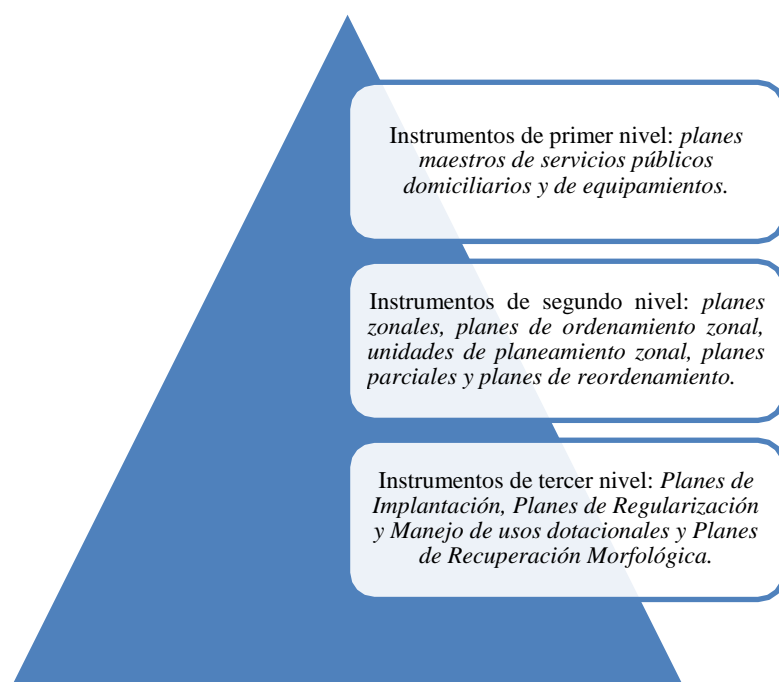 Instrumentos de primer nivel: planes
maestros de servicios públicos
domiciliarios y de equipamientos.
Instrumentos de segundo nivel: planes
zonales, planes de ordenamiento zonal,
unidades de planeamiento zonal, planes
parciales y planes de reordenamiento.
Instrumentos de tercer nivel: Planes de
Implantación, Planes de Regularización
y Manejo de usos dotacionales y Planes
de Recuperación Morfológica.